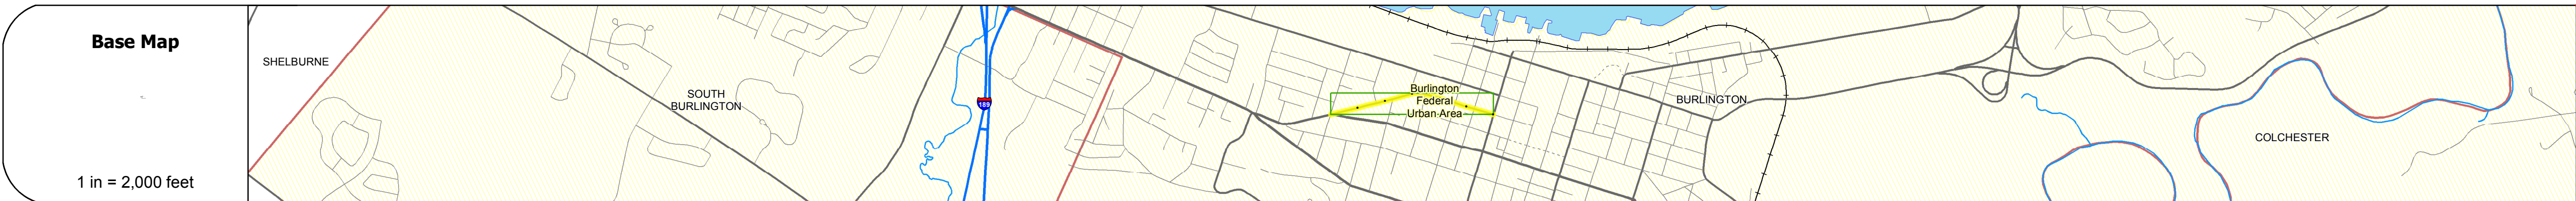 Base Map
1 in = 2,000 feet
SHELBURNE
SOUTH
BURLINGTON
189
Burlington
Federal
Urban Area
BURLINGTON
COLCHESTER